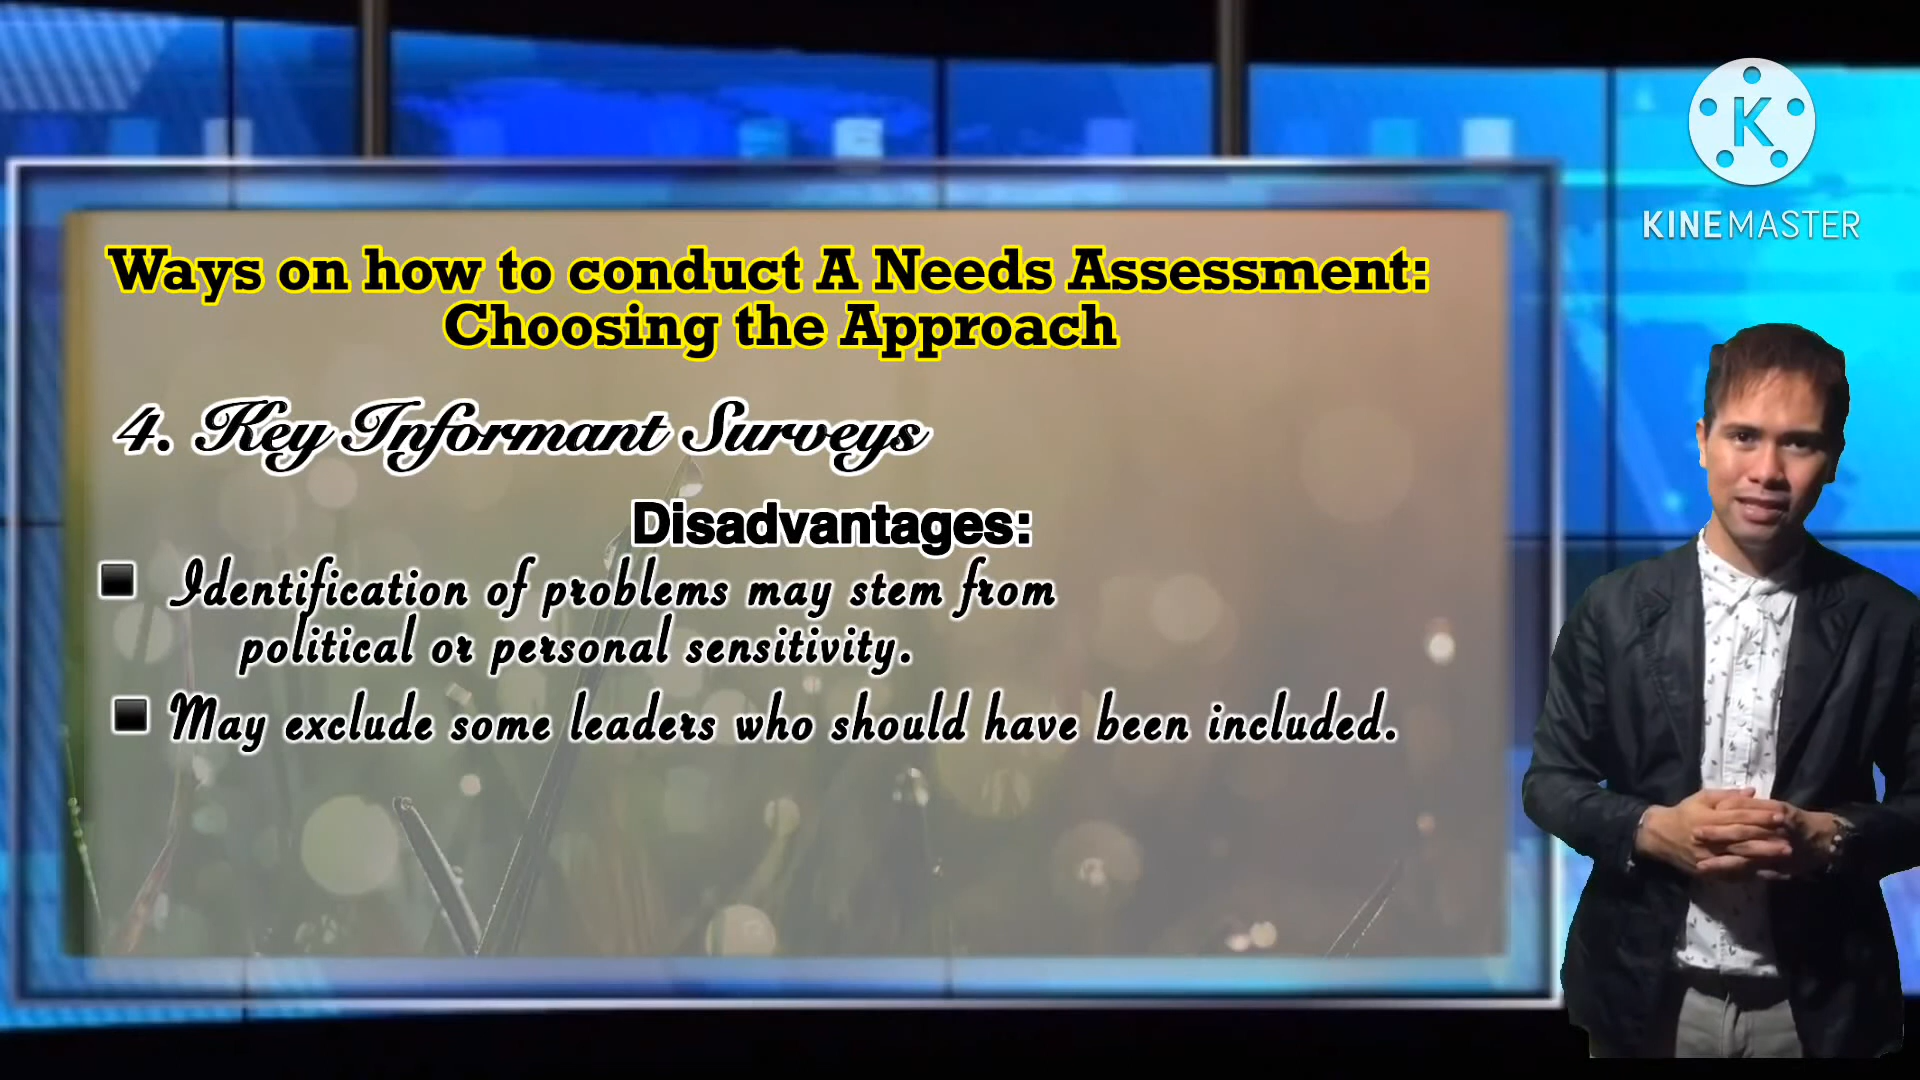 Ways on how to conduct A Needs Assessment:
Choosing the Approach
4. Key Informant Surveys
Disadvantages:
Identification of problems may stem from
political or personal sensitivity.
May exclude some leaders who should have been included.
K
KINEMASTER